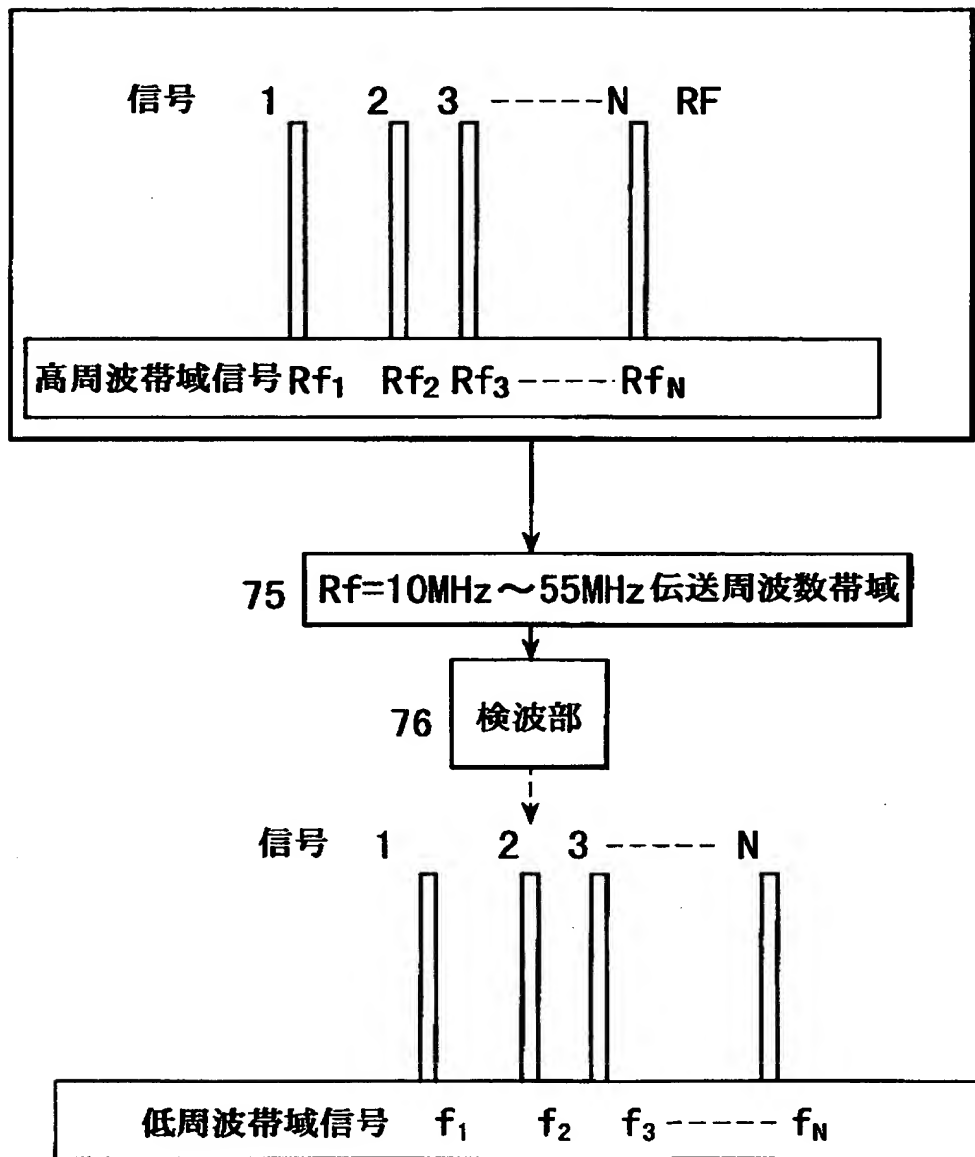 信号 1 2 3 -----N RF
高周波帯域信号 Rf₁ Rf₂ Rf₃ ----- Rf_N
75 Rf=10MHz～55MHz 伝送周波数帯域
76 検波部
信号 1 2 3 ----- N
低周波帯域信号 f₁ f₂ f₃ ------ f_N